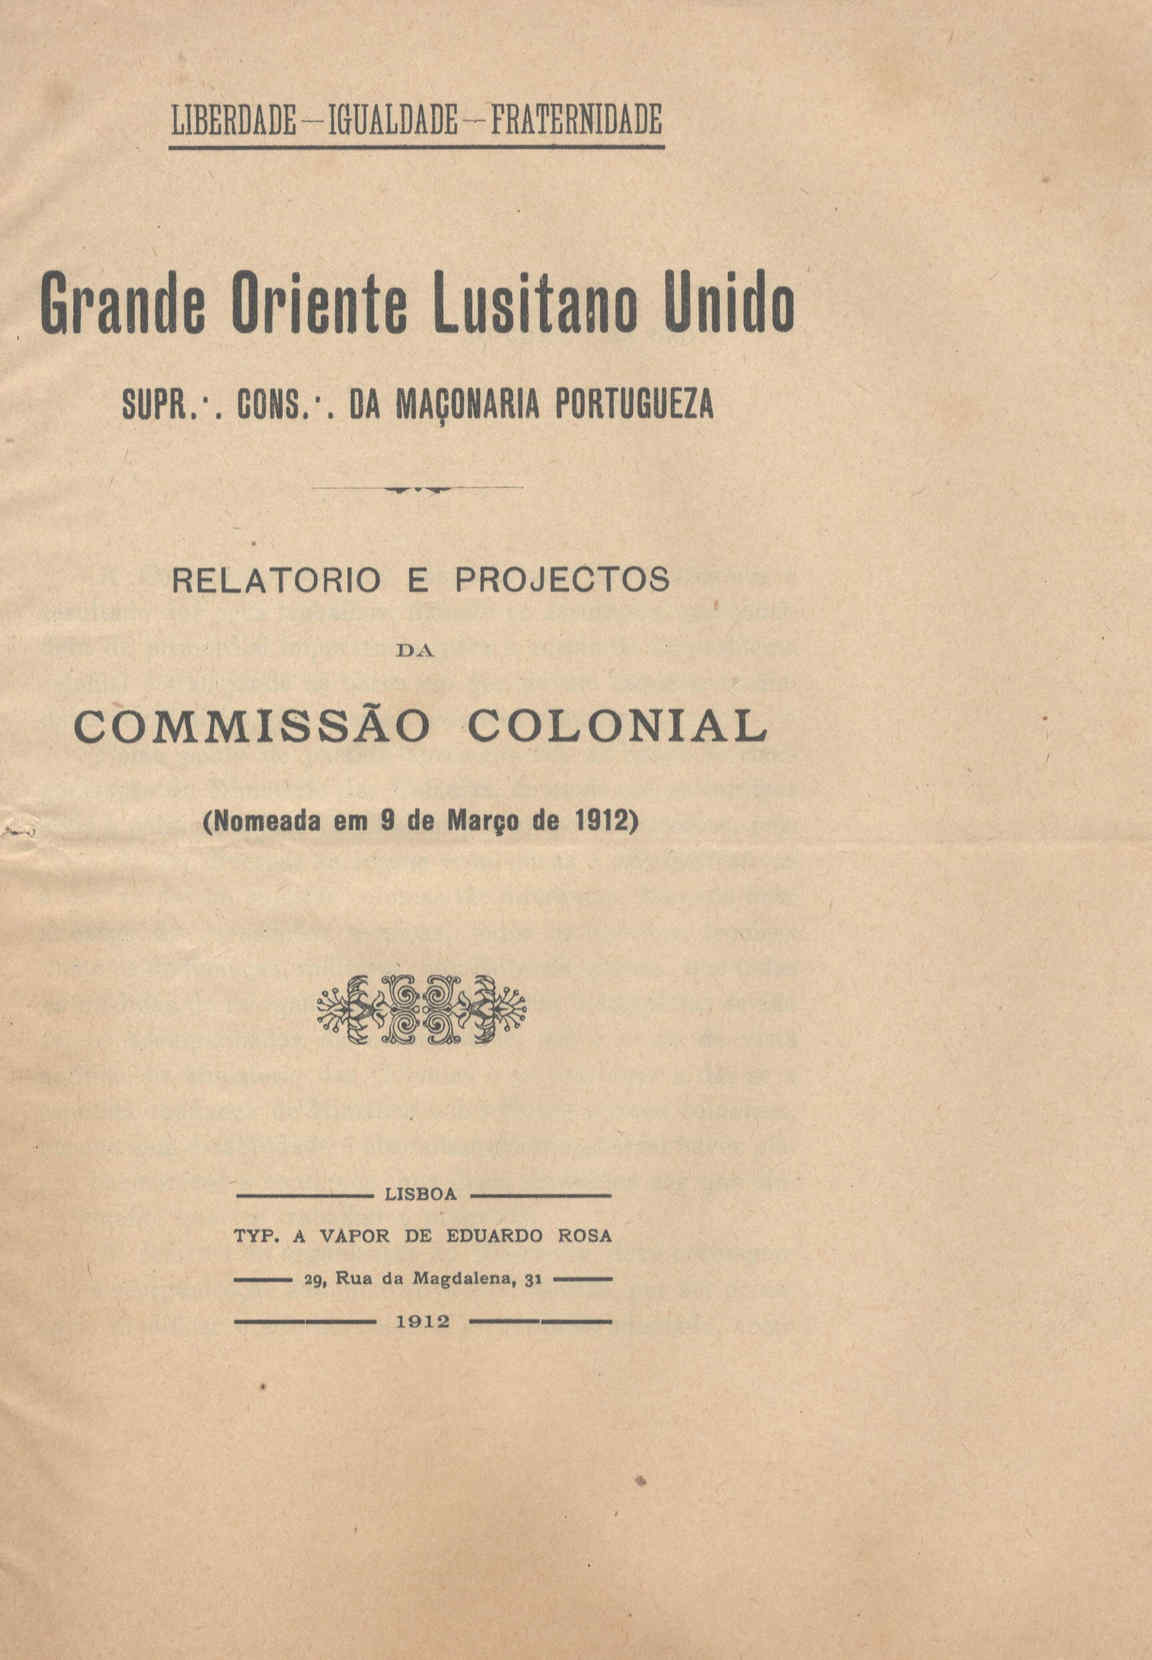 LIBERDADE—IGUALDADE—FRATERNIDADE
Grande Oriente Lusitano Unido
SUPR.·. CONS.·. DA MAÇONARIA PORTUGUEZA
RELATORIO E PROJECTOS
DA
COMMISSÃO COLONIAL
(Nomeada em 9 de Março de 1912)
LISBOA
TYP. A VAPOR DE EDUARDO ROSA
29, Rua da Magdalena, 31
1912